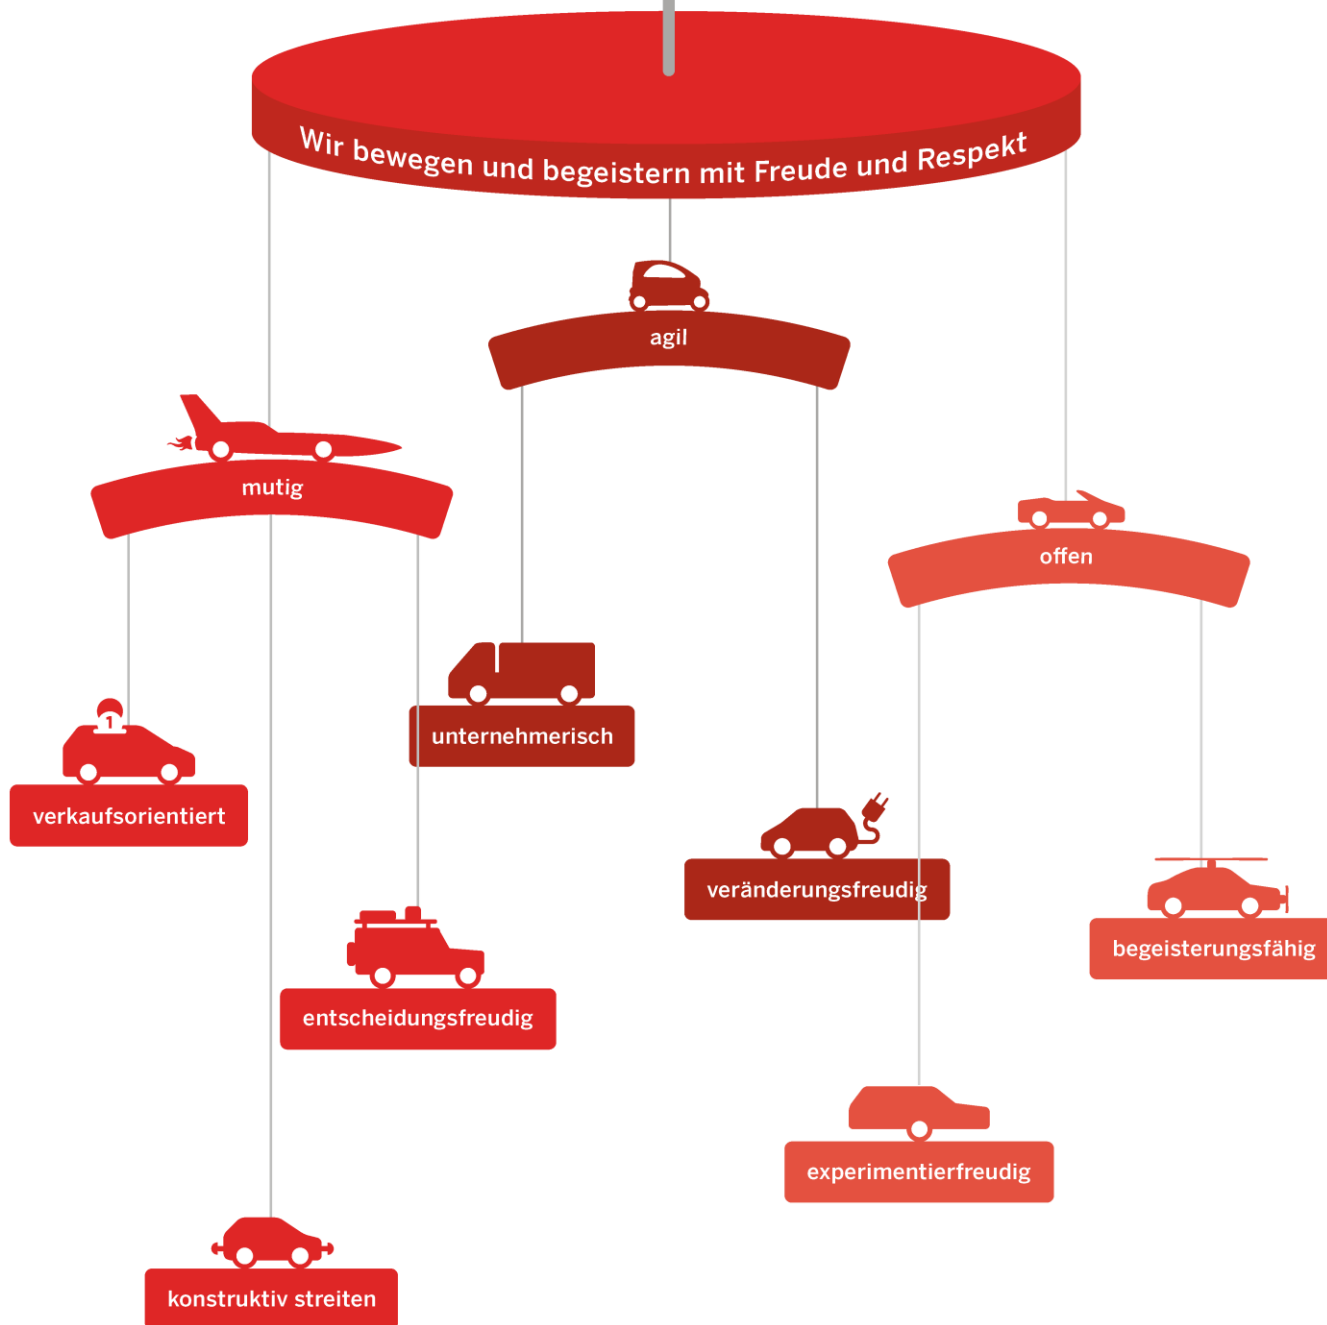 Wir bewegen und begeistern mit Freude und Respekt
agil
mutig
offen
unternehmerisch
1
verkaufsorientiert
veränderungsfreudig
begeisterungsfähig
entscheidungsfreudig
experimentierfreudig
konstruktiv streiten